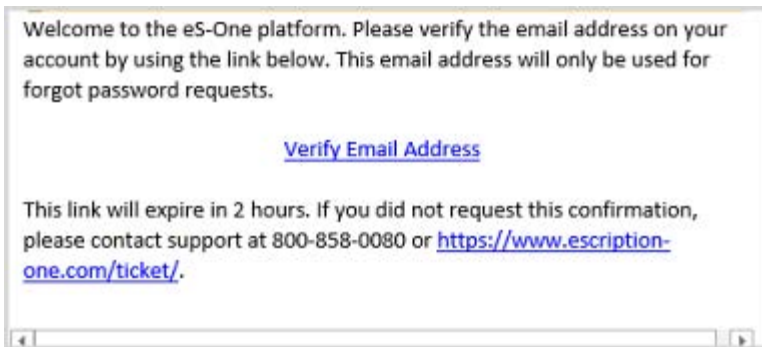 Welcome to the eS-One platform. Please verify the email address on your
account by using the link below. This email address will only be used for
forgot password requests.
Verify Email Address
This link will expire in 2 hours. If you did not request this confirmation,
please contact support at 800-858-0080 or https://www.escription-
one.com/ticket/.